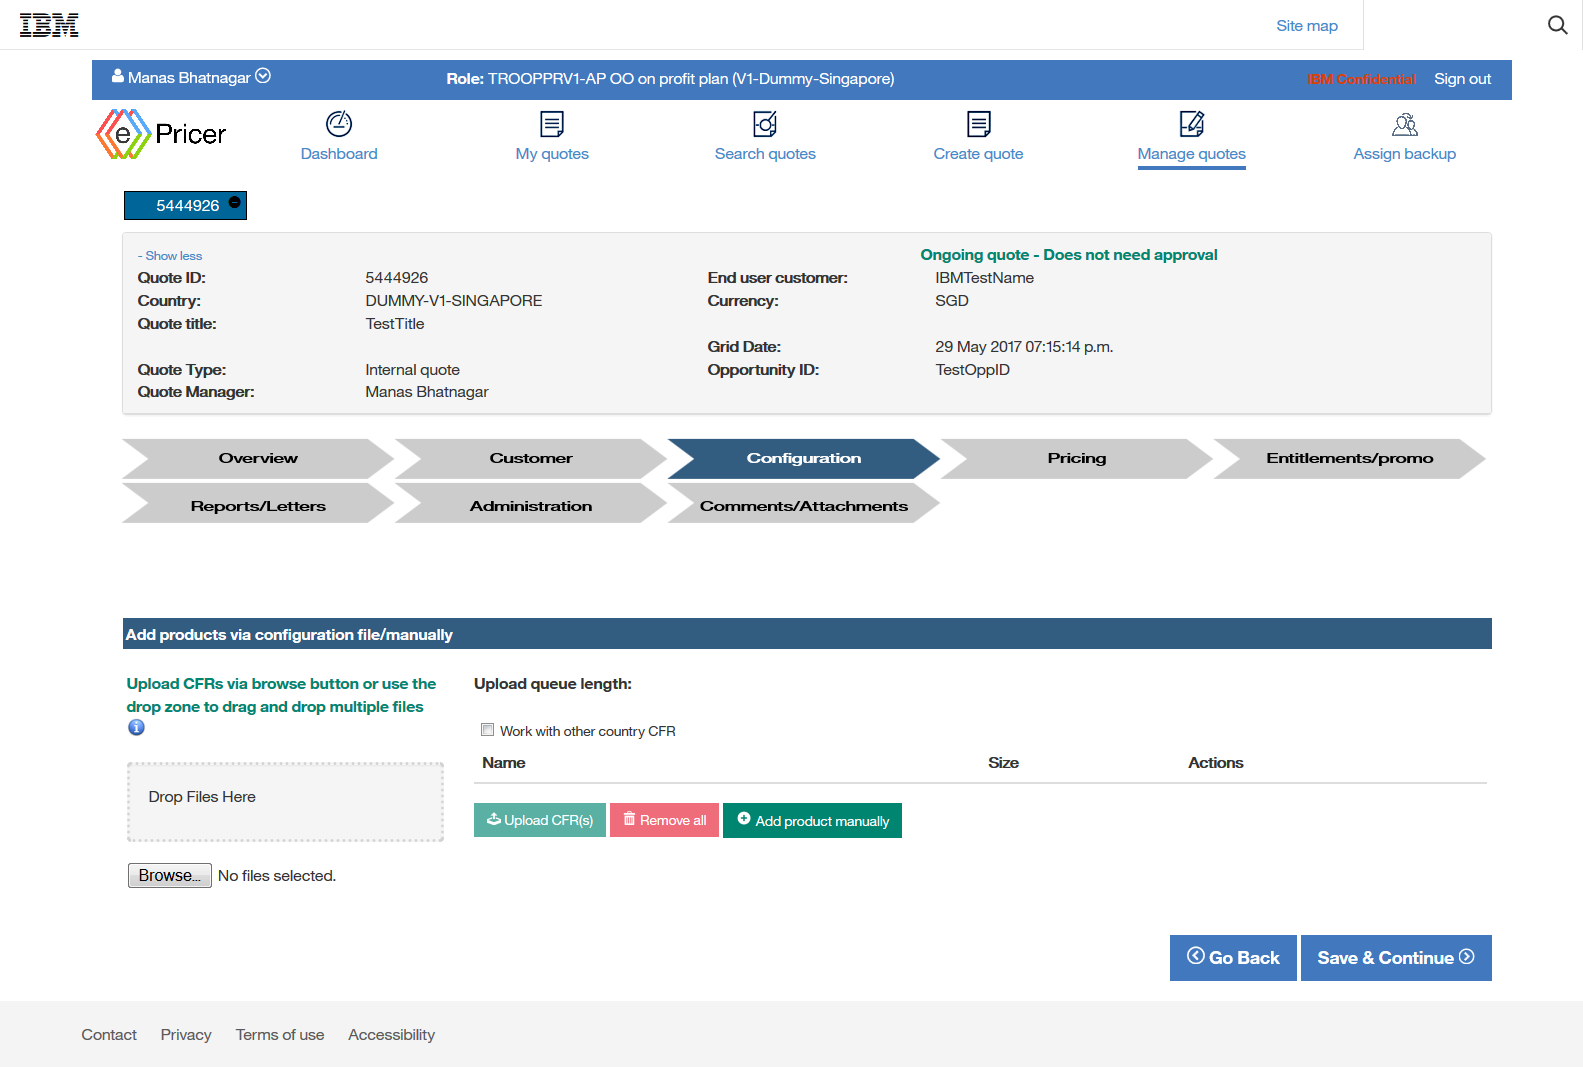 IBM
Site map
Manas Bhatnagar
Role: TROOPPRV1-AP OO on profit plan (V1-Dummy-Singapore)
IBM Confidential
Sign out
e Pricer
Dashboard
My quotes
Search quotes
Create quote
Manage quotes
Assign backup
5444926
- Show less
Ongoing quote - Does not need approval
Quote ID: 5444926 End user customer: IBMTestName
Country: DUMMY-V1-SINGAPORE Currency: SGD
Quote title: TestTitle
Grid Date: 29 May 2017 07:15:14 p.m.
Quote Type: Internal quote Opportunity ID: TestOppID
Quote Manager: Manas Bhatnagar
Overview
Customer
Configuration
Pricing
Entitlements/promo
Reports/Letters
Administration
Comments/Attachments
Add products via configuration file/manually
Upload CFRs via browse button or use the
drop zone to drag and drop multiple files
Drop Files Here
Browse... No files selected.
Upload queue length:
Work with other country CFR
Name Size Actions
Upload CFR(s)
Remove all
Add product manually
Go Back
Save & Continue
Contact Privacy Terms of use Accessibility